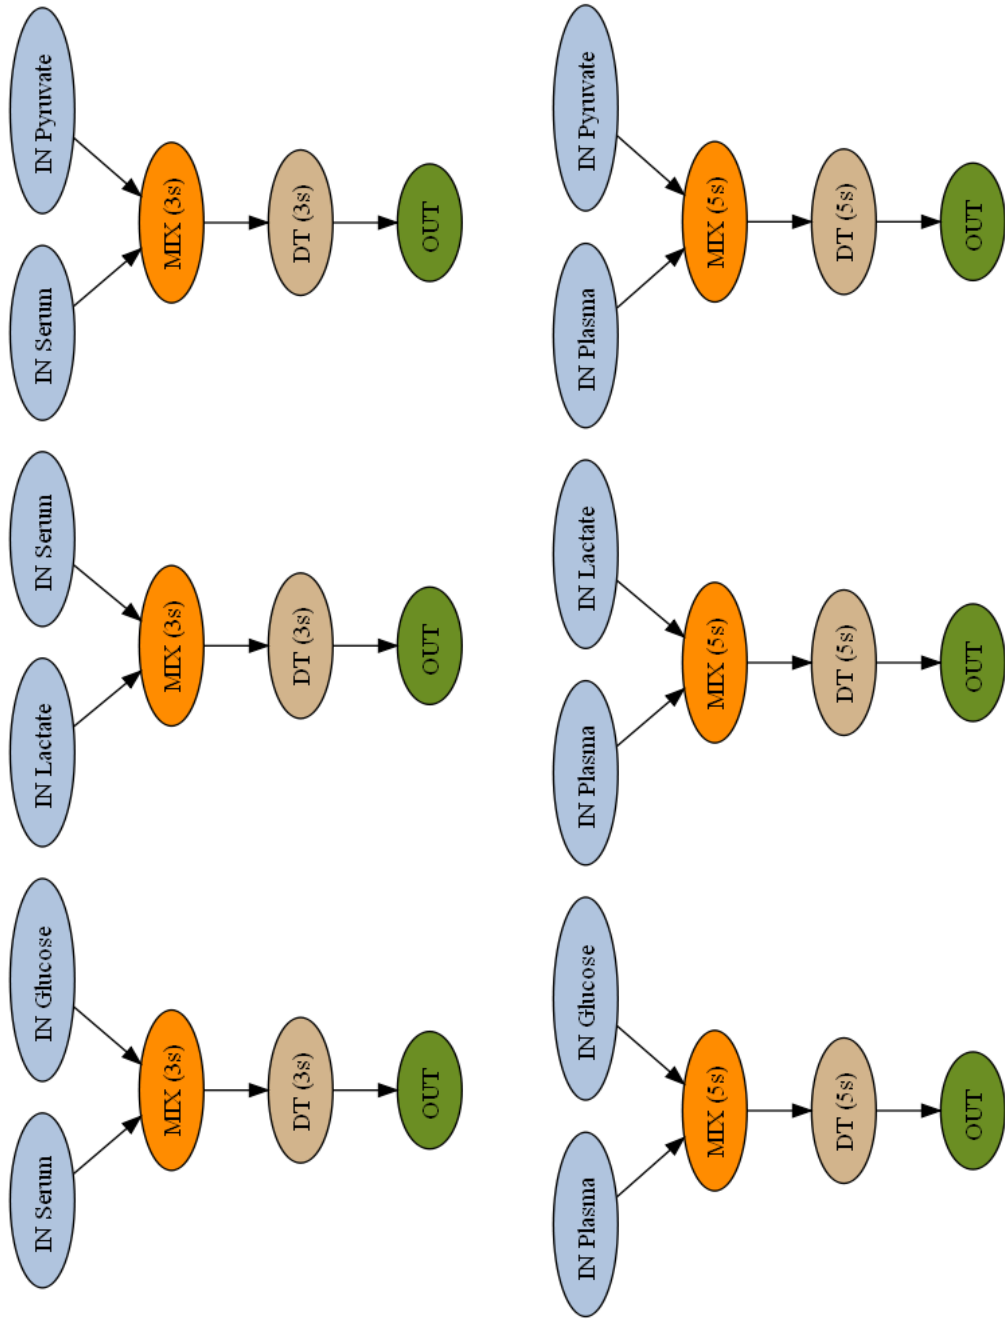 IN Serum
IN Glucose
MIX (3s)
DT (3s)
OUT
IN Lactate
IN Serum
MIX (3s)
DT (3s)
OUT
IN Serum
IN Pyruvate
MIX (3s)
DT (3s)
OUT
IN Plasma
IN Glucose
MIX (5s)
DT (5s)
OUT
IN Plasma
IN Lactate
MIX (5s)
DT (5s)
OUT
IN Plasma
IN Pyruvate
MIX (5s)
DT (5s)
OUT